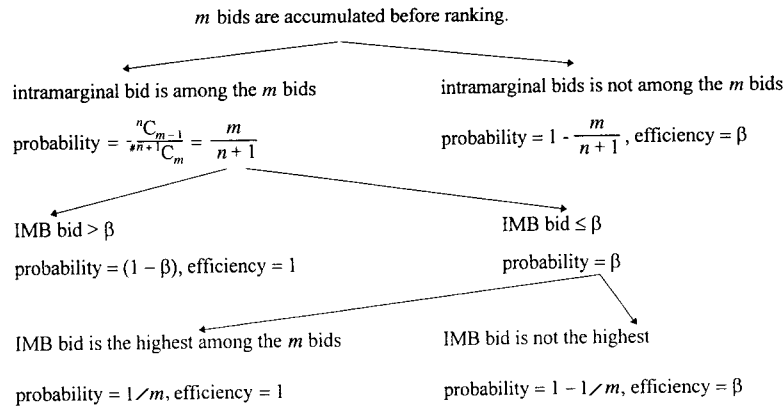 m bids are accumulated before ranking.
intramarginal bid is among the m bids
intramarginal bids is not among the m bids
probability = nCm−1 / n+1Cm = m / n + 1
probability = 1 - m / n + 1 , efficiency = β
IMB bid > β
IMB bid ≤ β
probability = (1 − β), efficiency = 1
probability = β
IMB bid is the highest among the m bids
IMB bid is not the highest
probability = 1/m, efficiency = 1
probability = 1 − 1/m, efficiency = β